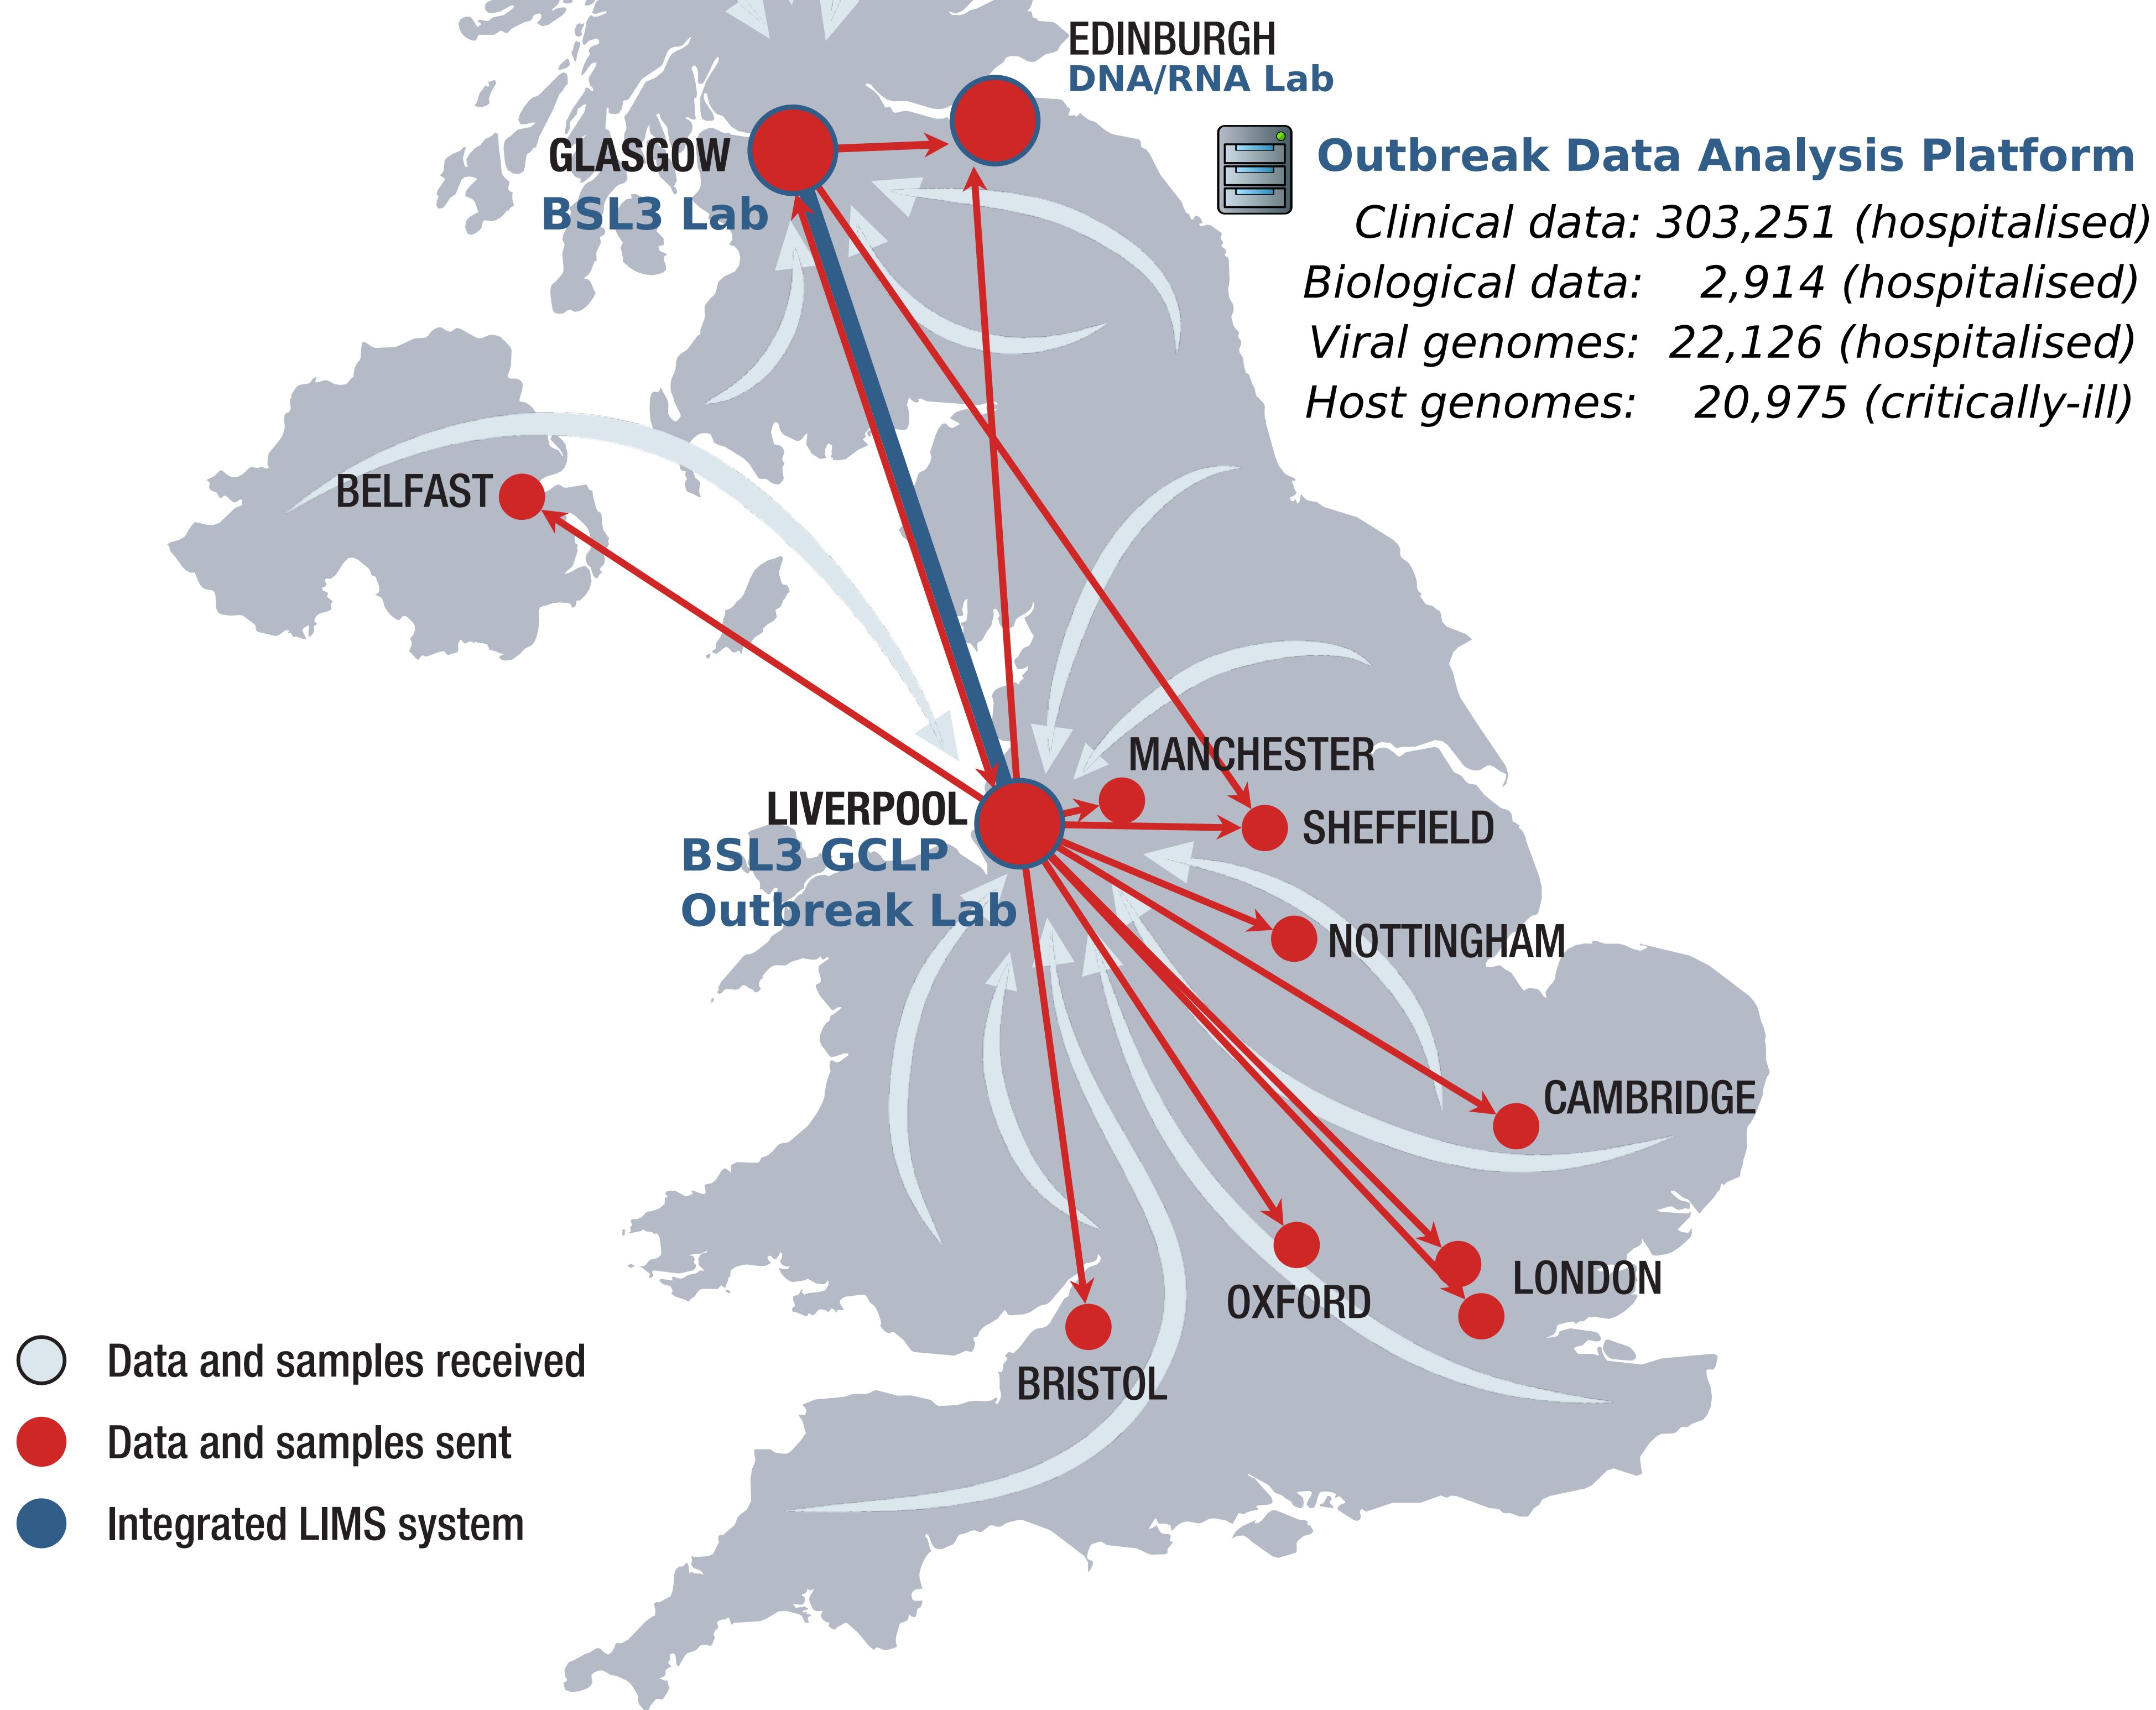 EDINBURGH
DNA/RNA Lab
GLASGOW
BSL3 Lab
Outbreak Data Analysis Platform
Clinical data: 303,251 (hospitalised)
Biological data: 2,914 (hospitalised)
Viral genomes: 22,126 (hospitalised)
Host genomes: 20,975 (critically-ill)
BELFAST
MANCHESTER
LIVERPOOL
BSL3 GCLP
Outbreak Lab
SHEFFIELD
NOTTINGHAM
CAMBRIDGE
LONDON
OXFORD
BRISTOL
Data and samples received
Data and samples sent
Integrated LIMS system